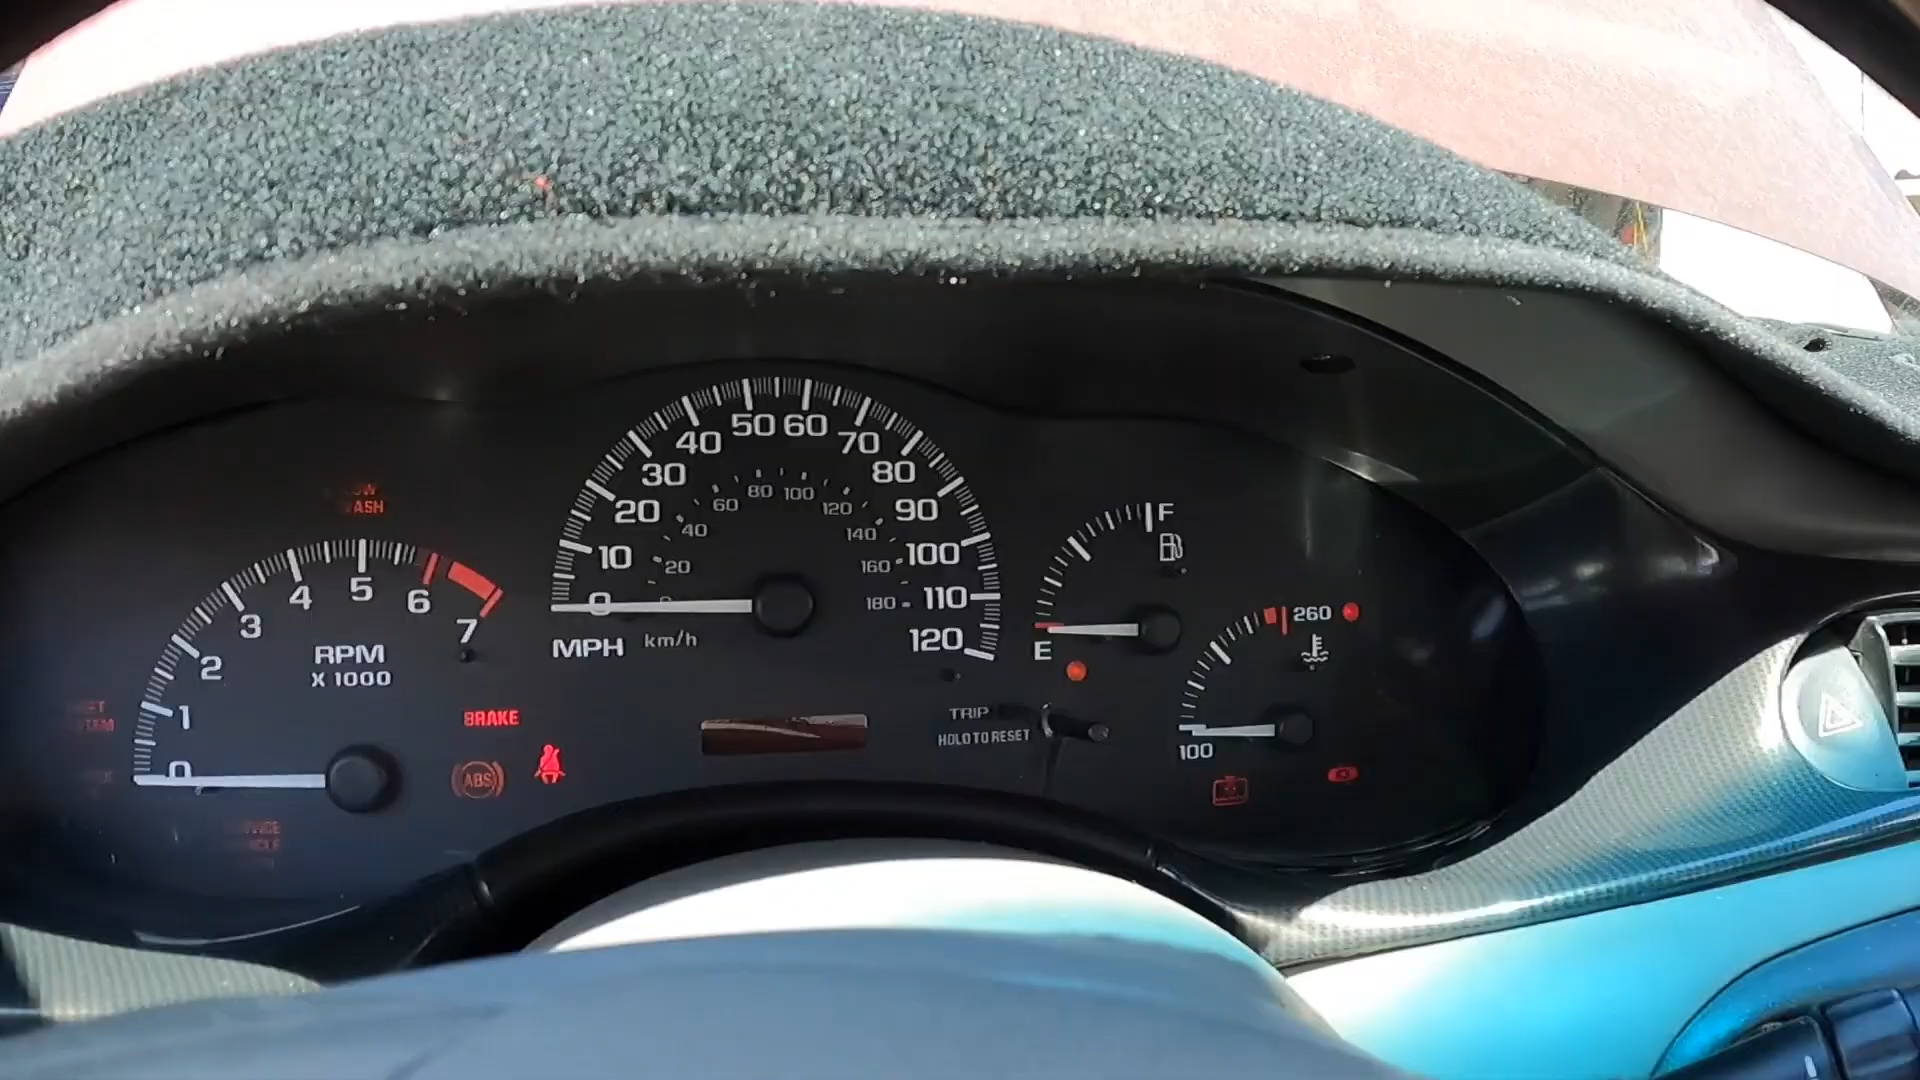 50 60
40 70
30 80
80 100
60 120
20 90
40 140
10 100
20 160
0 180 110
MPH km/h 120
F
E
5
4 6
3 7
2
RPM
X 1000
1
0
260
100
BRAKE
ABS
TRIP
HOLD TO RESET